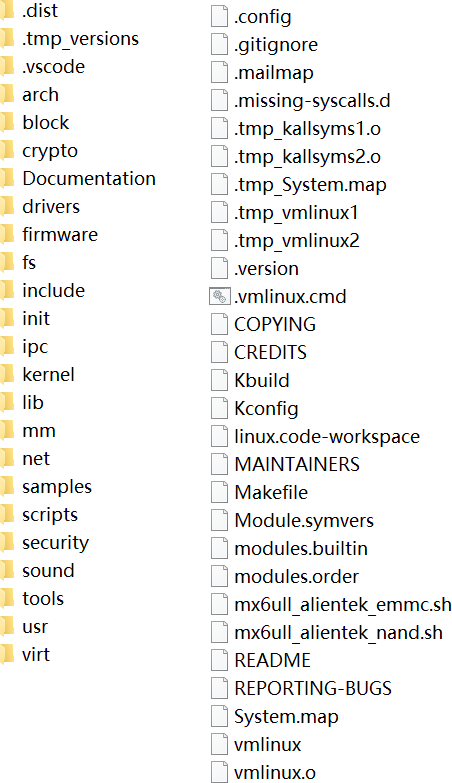 .dist
.tmp_versions
.vscode
arch
block
crypto
Documentation
drivers
firmware
fs
include
init
ipc
kernel
lib
mm
net
samples
scripts
security
sound
tools
usr
virt
.config
.gitignore
.mailmap
.missing-syscalls.d
.tmp_kallsyms1.o
.tmp_kallsyms2.o
.tmp_System.map
.tmp_vmlinux1
.tmp_vmlinux2
.version
.vmlinux.cmd
COPYING
CREDITS
Kbuild
Kconfig
linux.code-workspace
MAINTAINERS
Makefile
Module.symvers
modules.builtin
modules.order
mx6ull_alientek_emmc.sh
mx6ull_alientek_nand.sh
README
REPORTING-BUGS
System.map
vmlinux
vmlinux.o